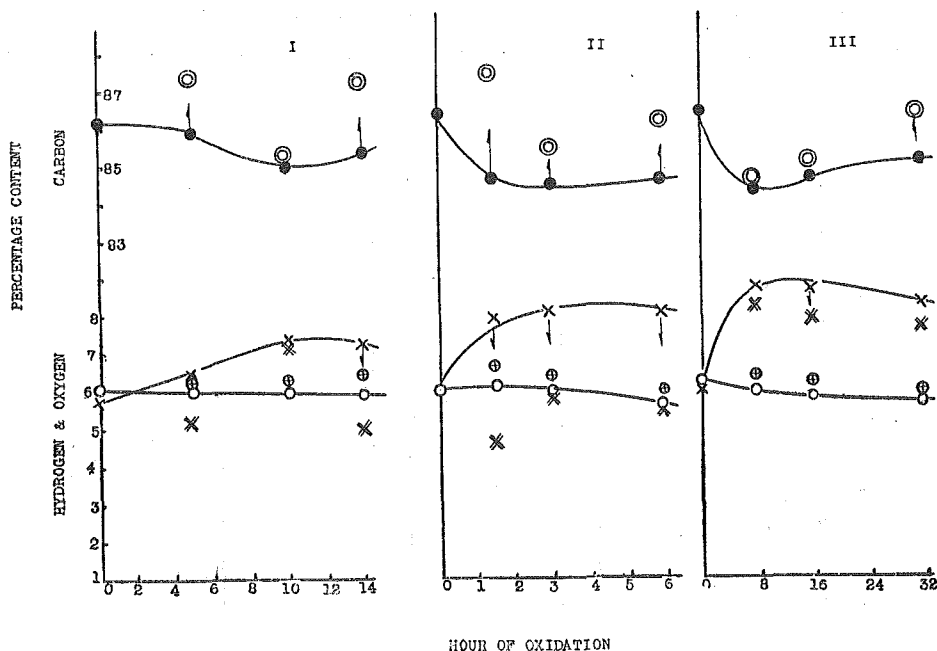 I
II
III
PERCENTAGE CONTENT
CARBON
HYDROGEN & OXYGEN
87
85
83
8
7
6
5
4
3
2
1
0 2 4 6 8 10 12 14
0 1 2 3 4 5 6
0 8 16 24 32
HOUR OF OXIDATION